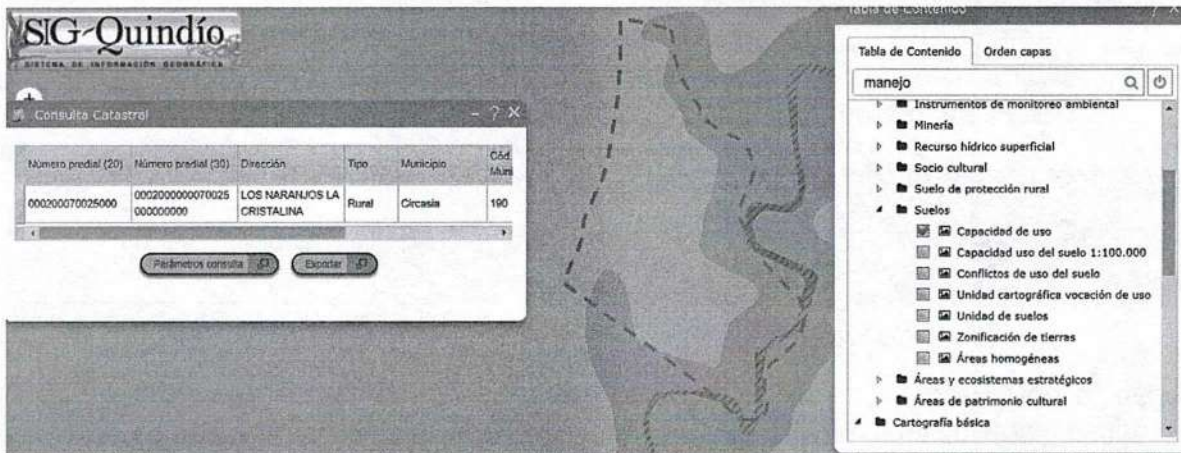 SIG-Quindío
SISTEMA DE INFORMACIÓN GEOGRÁFICA
Consulta Catastral
Número predial (20) Número predial (30) Dirección Tipo Municipio Cód. Muni
000200070025000 0002000000070025000000000 LOS NARANJOS LA CRISTALINA Rural Circasia 190
Parámetros consulta Exportar
Tabla de Contenido
Tabla de Contenido Orden capas
manejo
Instrumentos de monitoreo ambiental
Minería
Recurso hídrico superficial
Socio cultural
Suelo de protección rural
Suelos
Capacidad de uso
Capacidad uso del suelo 1:100.000
Conflictos de uso del suelo
Unidad cartográfica vocación de uso
Unidad de suelos
Zonificación de tierras
Áreas homogéneas
Áreas y ecosistemas estratégicos
Áreas de patrimonio cultural
Cartografía básica